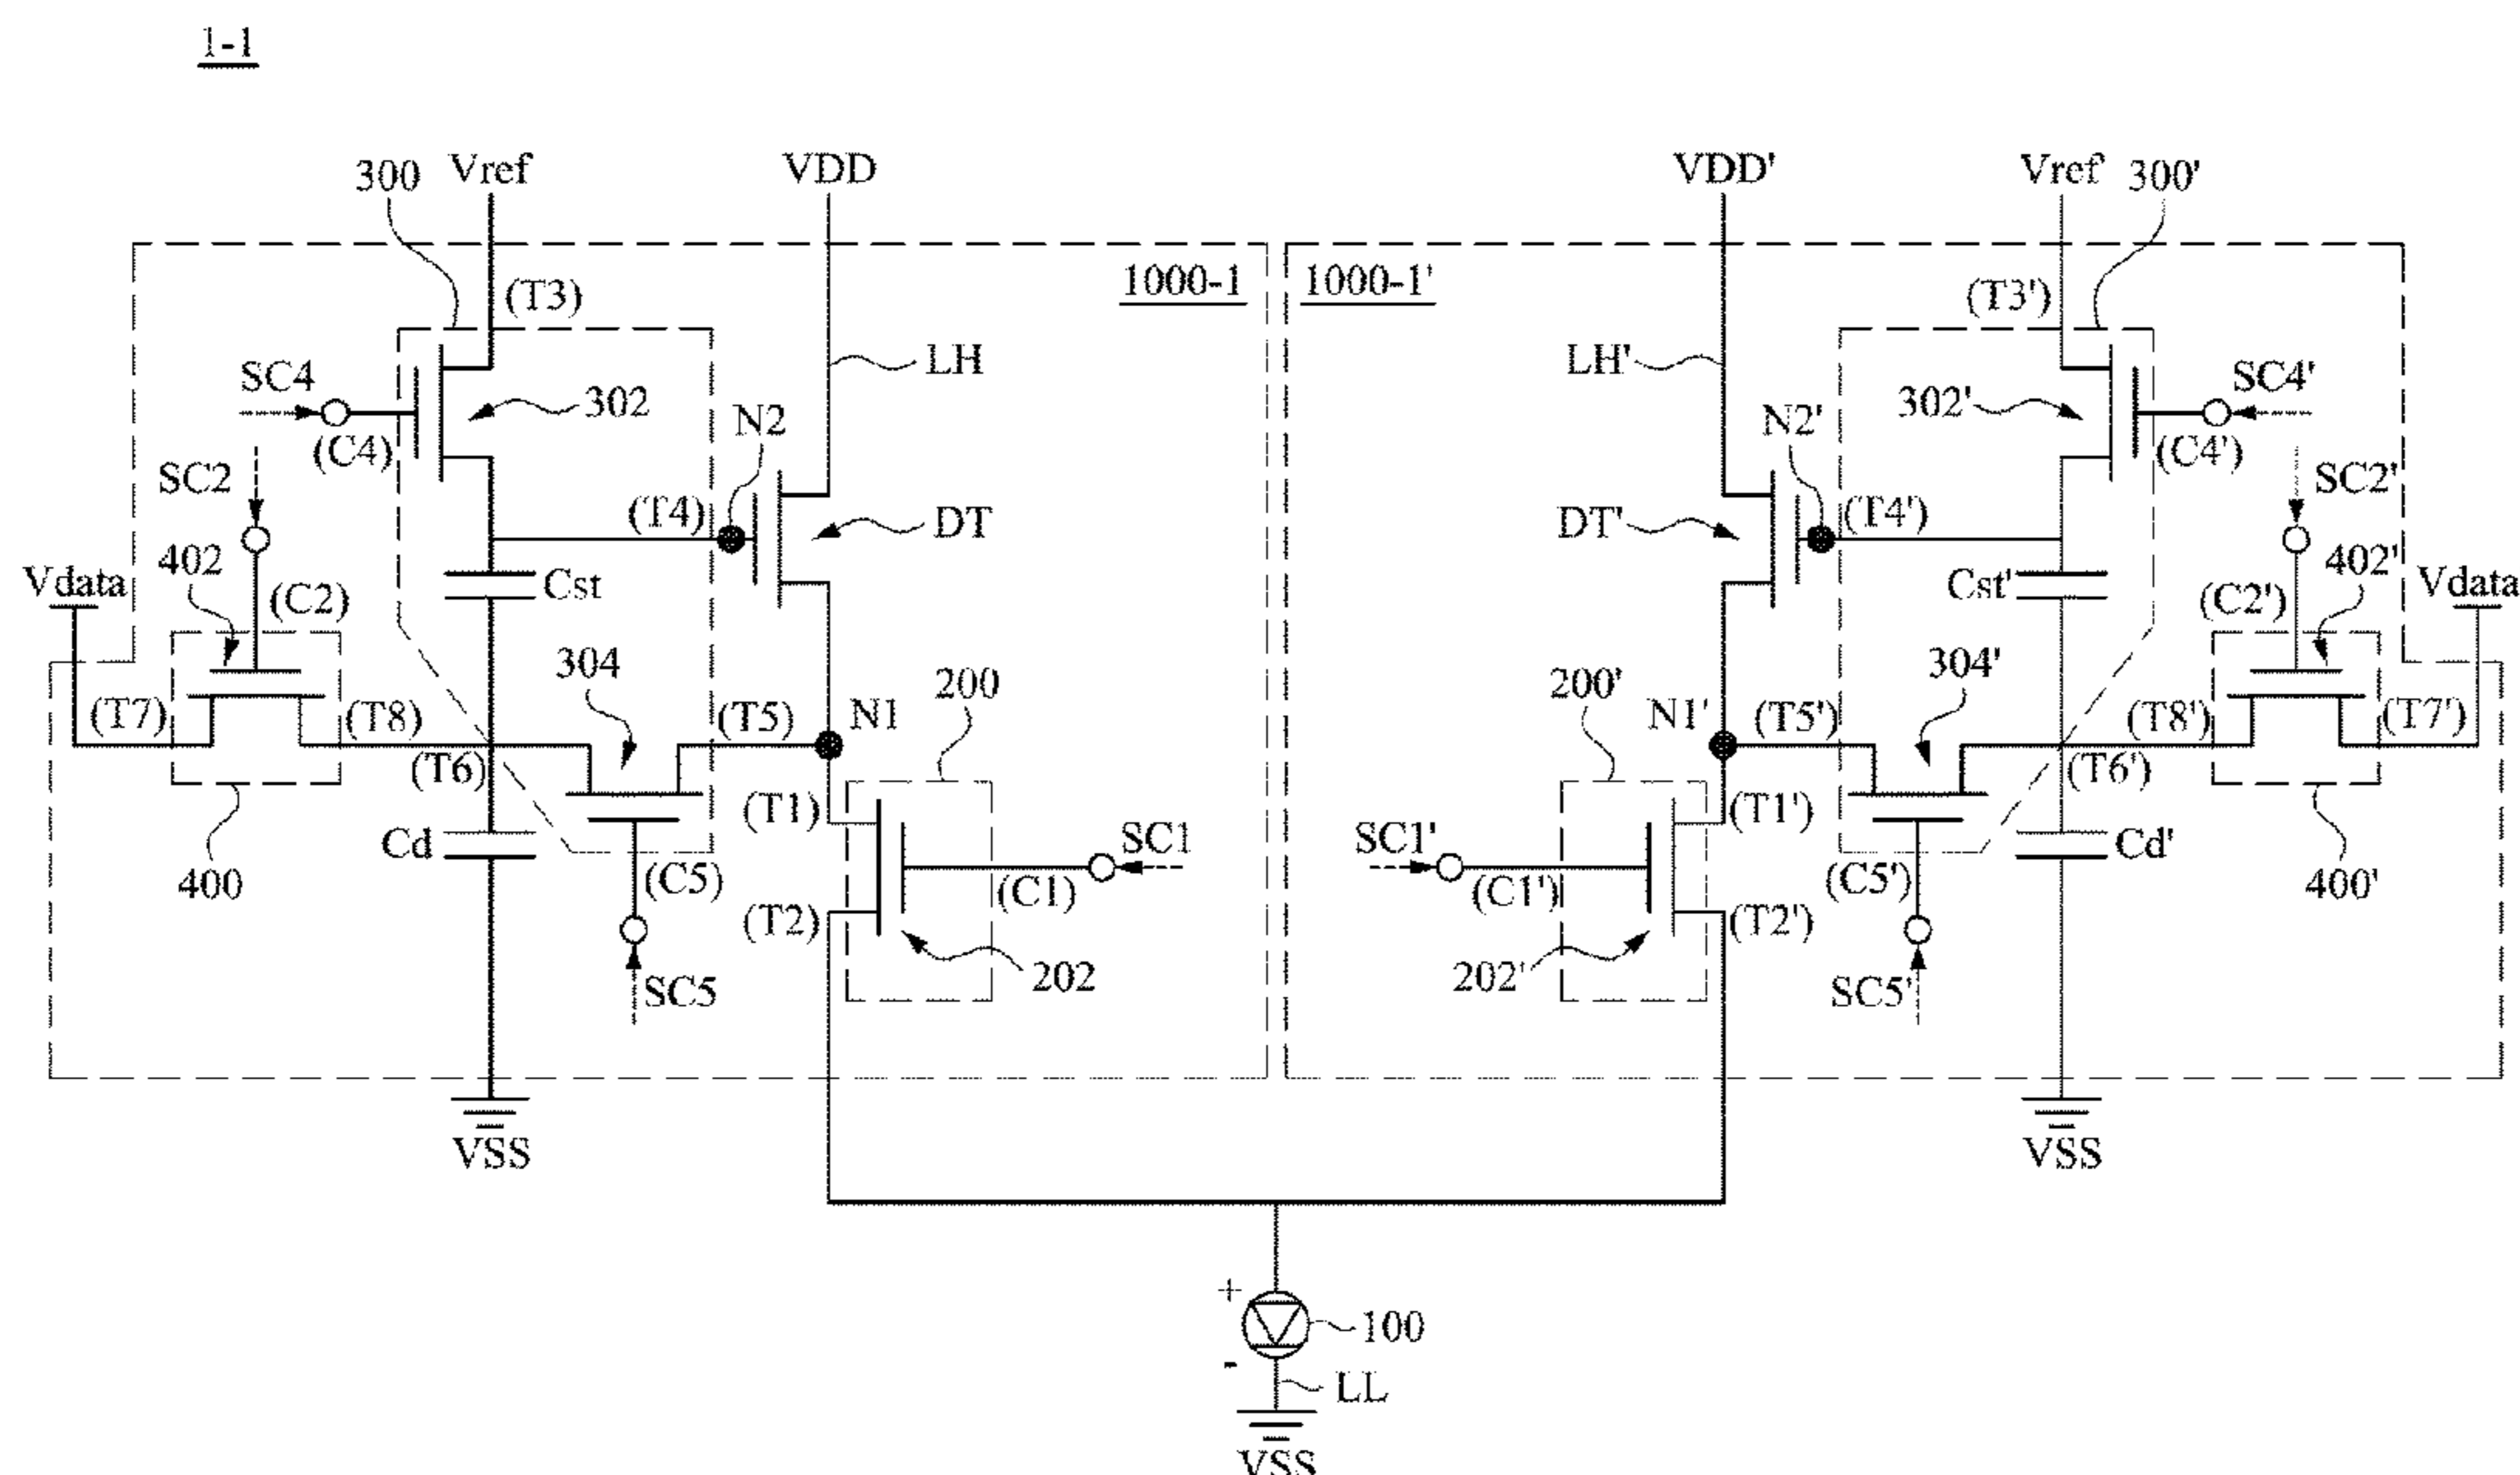 1-1
300
Vref
VDD
VDD'
Vref'
300'
1000-1
1000-1'
(T3)
(T3')
SC4
302
LH
LH'
302'
SC4'
(C4)
N2
N2'
(C4')
SC2
SC2'
(T4)
DT
DT'
(T4')
402
402'
Vdata
(C2)
Cst
Cst'
(C2')
Vdata
304
200
200'
304'
(T7)
(T8)
(T5)
N1
N1'
(T5')
(T8')
(T7')
(T6)
(T6')
(T1)
(T1')
Cd
SC1
SC1'
Cd'
400
(C5)
(C1)
(C1')
(C5')
400'
(T2)
(T2')
SC5
202
202'
SC5'
VSS
VSS
+
100
-
LL
VSS